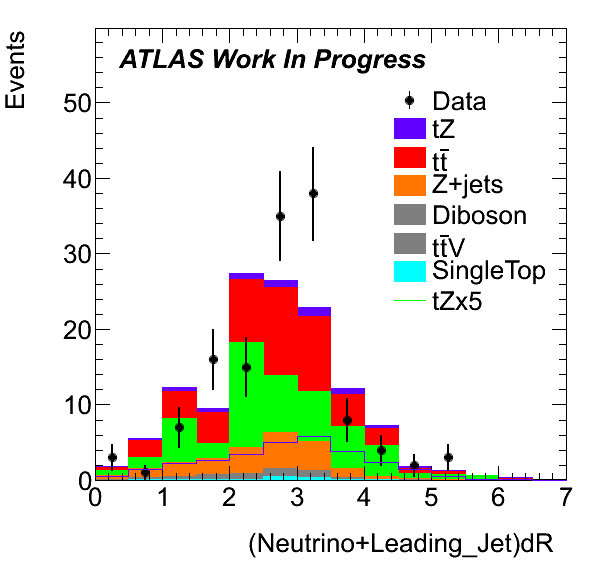 Events
ATLAS Work In Progress
Data
tZ
tt̄
Z+jets
Diboson
tt̄V
SingleTop
tZx5
50
40
30
20
10
0
0 1 2 3 4 5 6 7
(Neutrino+Leading_Jet)dR